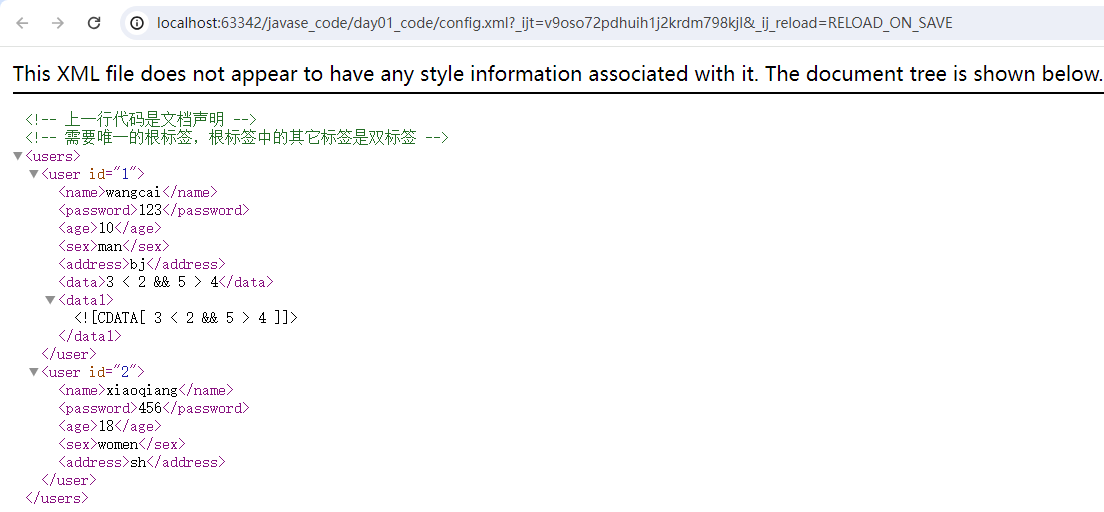 localhost:63342/javase_code/day01_code/config.xml?_ijt=v9oso72pdhuih1j2krdm798kjl&_ij_reload=RELOAD_ON_SAVE
This XML file does not appear to have any style information associated with it. The document tree is shown below.
<!-- 上一行代码是文档声明 -->
<!-- 需要唯一的根标签，根标签中的其它标签是双标签 -->
<users>
<user id="1">
<name>wangcai</name>
<password>123</password>
<age>10</age>
<sex>man</sex>
<address>bj</address>
<data>3 < 2 && 5 > 4</data>
<data1>
<![CDATA[ 3 < 2 && 5 > 4 ]]>
</data1>
</user>
<user id="2">
<name>xiaoqiang</name>
<password>456</password>
<age>18</age>
<sex>women</sex>
<address>sh</address>
</user>
</users>